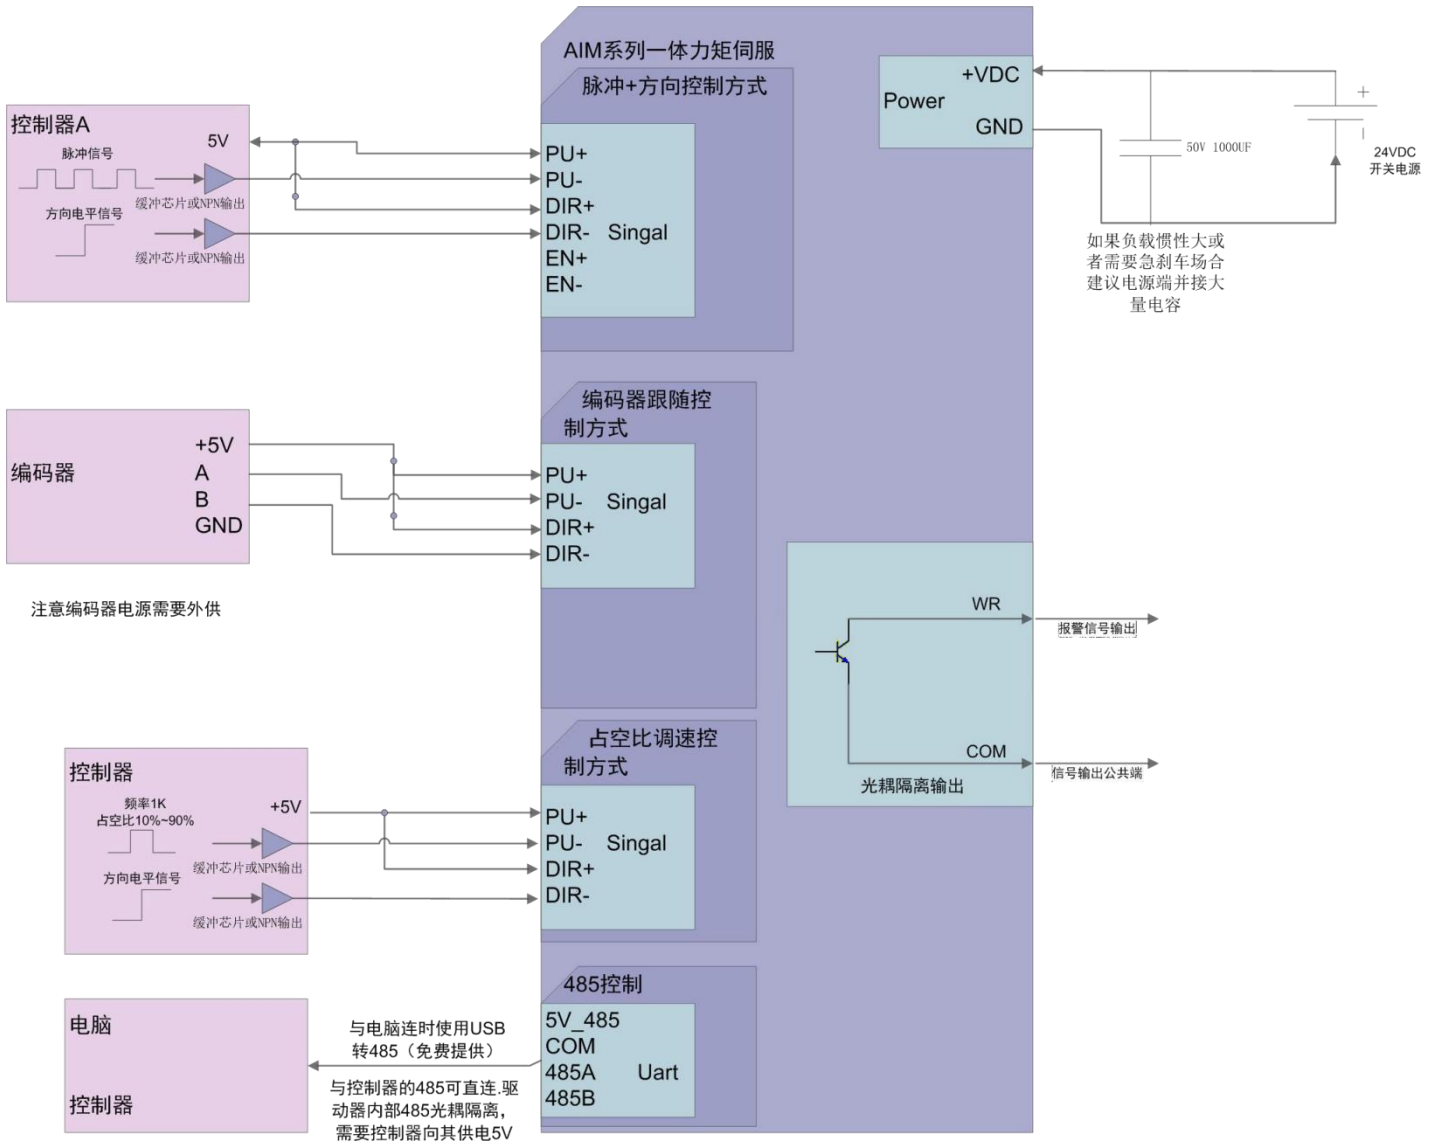 AIM系列一体力矩伺服
脉冲+方向控制方式
控制器A
5V
脉冲信号
缓冲芯片或NPN输出
方向电平信号
缓冲芯片或NPN输出
PU+
PU-
DIR+
DIR- Singal
EN+
EN-
+VDC
Power
GND
+
50V 1000UF
24VDC
开关电源
如果负载惯性大或
者需要急刹车场合
建议电源端并接大
量电容
编码器跟随控
制方式
+5V
编码器 A
B
GND
PU+
PU- Singal
DIR+
DIR-
注意编码器电源需要外供
WR
报警信号输出
COM
信号输出公共端
光耦隔离输出
占空比调速控
制方式
控制器
频率1K
占空比10%~90%
+5V
缓冲芯片或NPN输出
方向电平信号
缓冲芯片或NPN输出
PU+
PU- Singal
DIR+
DIR-
485控制
5V_485
COM
485A Uart
485B
电脑
控制器
与电脑连时使用USB
转485（免费提供）
与控制器的485可直连.驱
动器内部485光耦隔离，
需要控制器向其供电5V